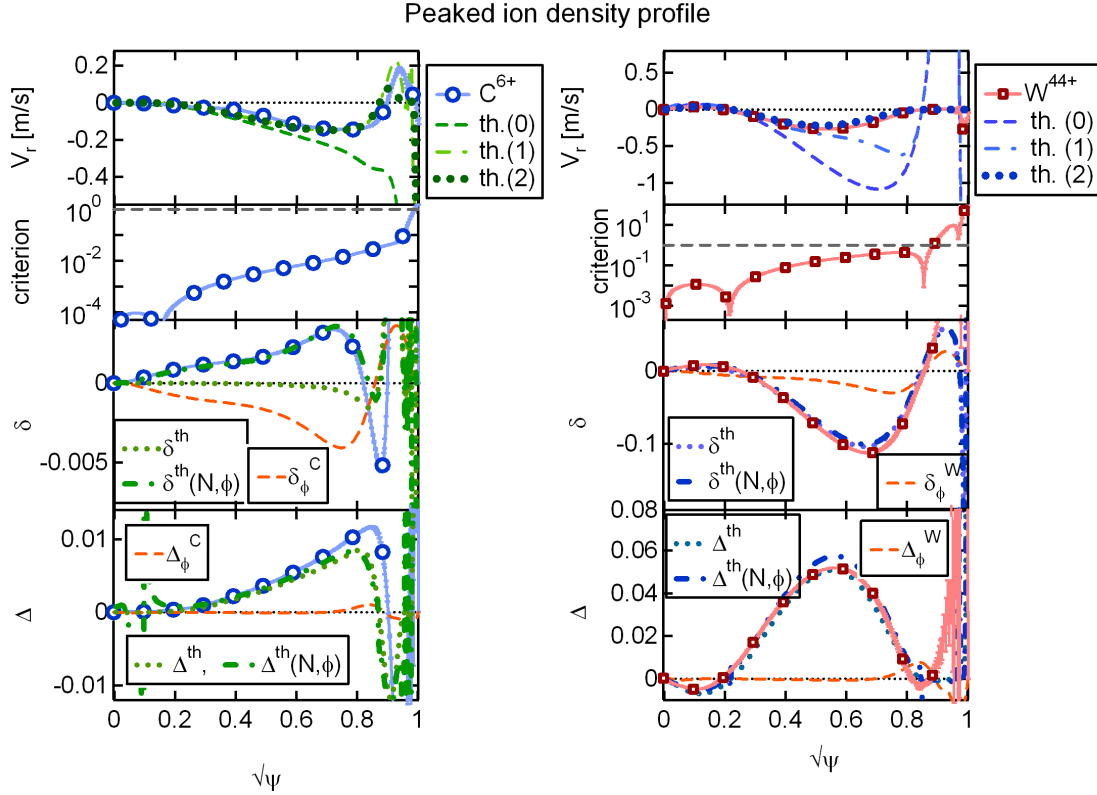 Peaked ion density profile
V_r [m/s]
0.2
0
-0.2
-0.4
C^6+
th.(0)
th.(1)
th.(2)
criterion
10^0
10^-2
10^-4
δ
0
-0.005
δ^th
δ^th(N,ϕ)
δ_ϕ^C
Δ
0.01
0
-0.01
Δ_ϕ^C
Δ^th, Δ^th(N,ϕ)
0 0.2 0.4 0.6 0.8 1
√ψ
V_r [m/s]
0.5
0
-0.5
-1
W^44+
th. (0)
th. (1)
th. (2)
criterion
10^1
10^-1
10^-3
δ
0
-0.1
δ^th
δ^th(N,ϕ)
δ_ϕ^W
Δ
0.08
0.06
0.04
0.02
0
Δ^th
Δ^th(N,ϕ)
Δ_ϕ^W
0 0.2 0.4 0.6 0.8 1
√ψ